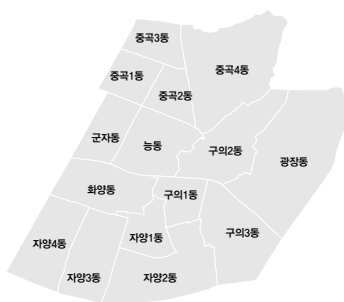 중곡3동
중곡4동
중곡1동
중곡2동
군자동
능동
구의2동
광장동
화양동
구의1동
자양4동
자양1동
구의3동
자양3동
자양2동